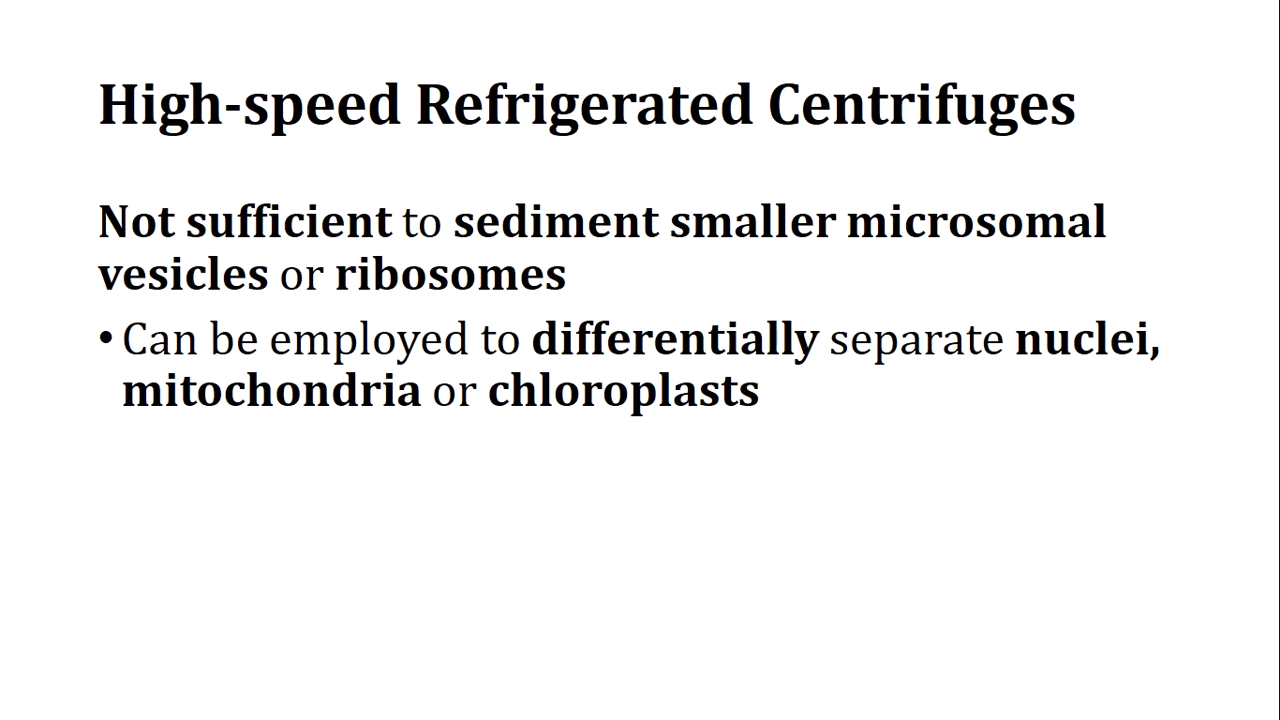 High-speed Refrigerated Centrifuges
Not sufficient to sediment smaller microsomal
vesicles or ribosomes
• Can be employed to differentially separate nuclei,
mitochondria or chloroplasts